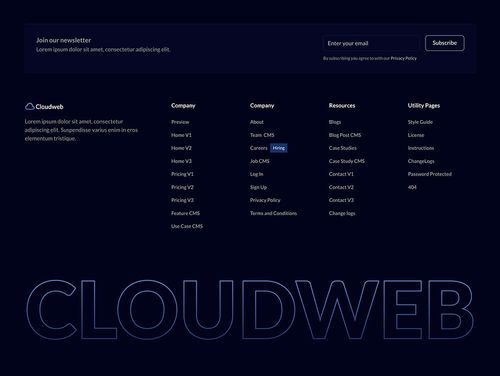 Join our newsletter
Lorem ipsum dolor sit amet, consectetur adipiscing elit.
Enter your email
Subscribe
By subscribing you agree to with our Privacy Policy
Cloudweb
Lorem ipsum dolor sit amet, consectetur
adipiscing elit. Suspendisse varius enim in eros
elementum tristique.
Company
Preview
Home V1
Home V2
Home V3
Pricing V1
Pricing V2
Pricing V3
Feature CMS
Use Case CMS
Company
About
Team CMS
Careers Hiring
Job CMS
Log In
Sign Up
Privacy Policy
Terms and Conditions
Resources
Blogs
Blog Post CMS
Case Studies
Case Study CMS
Contact V1
Contact V2
Contact V3
Change logs
Utility Pages
Style Guide
License
Instructions
ChangeLogs
Password Protected
404
CLOUDWEB